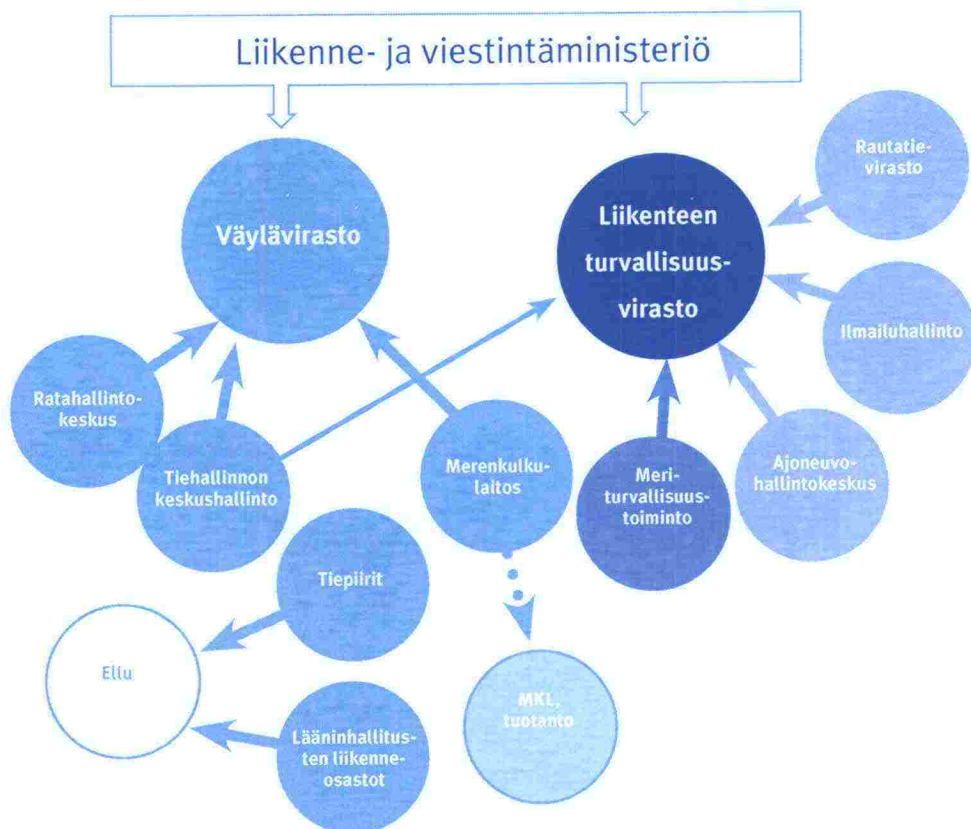 Liikenne- ja viestintäministeriö
Väylävirasto
Liikenteen
turvallisuus-
virasto
Rautatie-
virasto
Ilmailuhallinto
Ratahallinto-
keskus
Tiehallinnon
keskushallinto
Merenkulku-
laitos
Meri-
turvallisuus-
toiminto
Ajoneuvo-
hallintokeskus
Tiepiirit
Ellu
Lääninhallitus-
ten liikenne-
osastot
MKL,
tuotanto